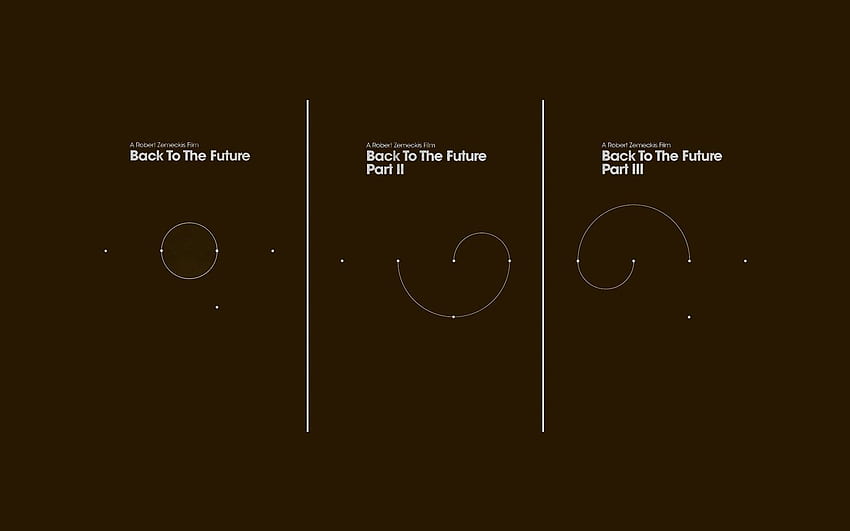 A Robert Zemeckis Film
Back To The Future
A Robert Zemeckis Film
Back To The Future
Part II
A Robert Zemeckis Film
Back To The Future
Part III